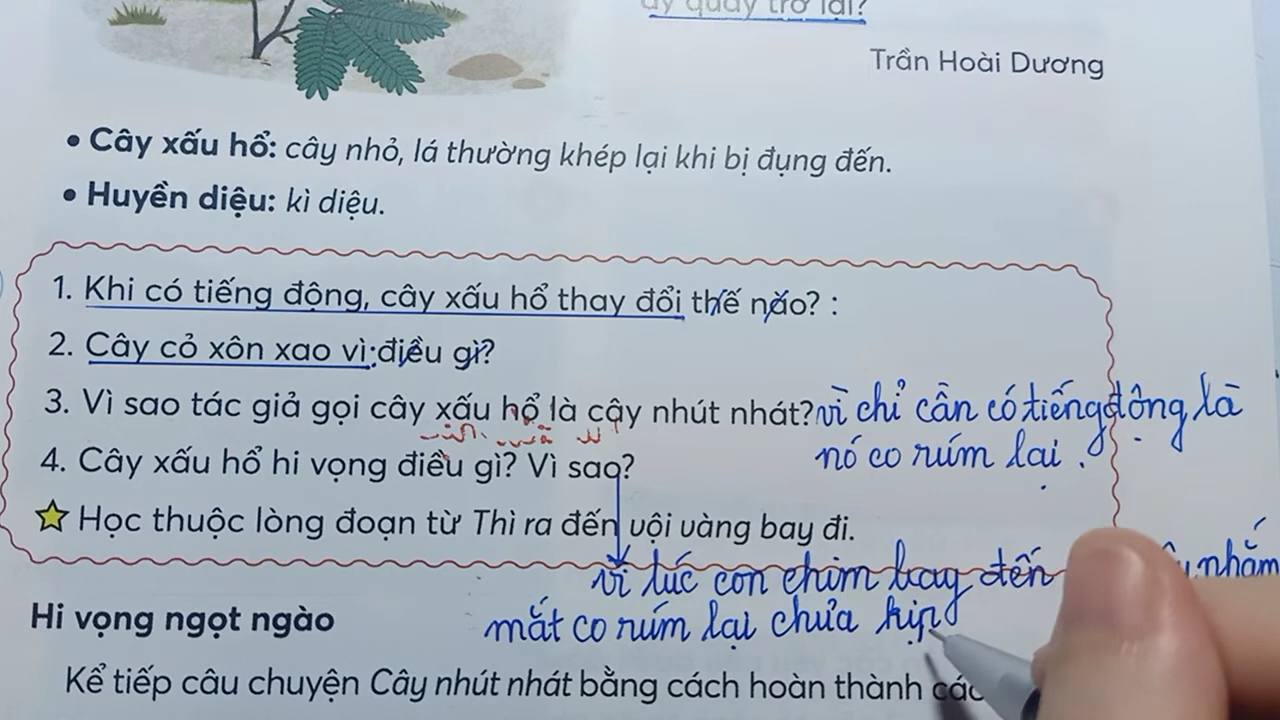 ấy quay trở lại?
Trần Hoài Dương
• Cây xấu hổ: cây nhỏ, lá thường khép lại khi bị đụng đến.
• Huyền diệu: kì diệu.
1. Khi có tiếng động, cây xấu hổ thay đổi thế nào? :
2. Cây cỏ xôn xao vì: điều gì?
3. Vì sao tác giả gọi cây xấu hổ là cây nhút nhát? vì chỉ cần có tiếng động là
nó co rúm lại.
4. Cây xấu hổ hi vọng điều gì? Vì sao?
Học thuộc lòng đoạn từ Thì ra đến vội vàng bay đi.
vì lúc con chim bay đến nhắm
mắt co rúm lại chưa kịp
Hi vọng ngọt ngào
Kể tiếp câu chuyện Cây nhút nhát bằng cách hoàn thành các